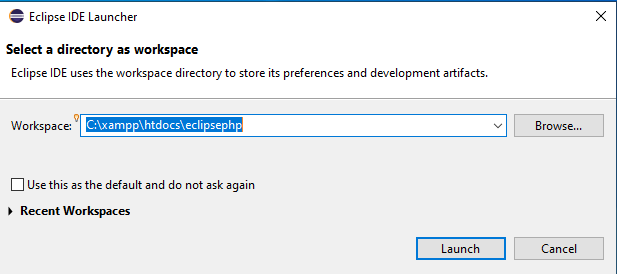 Eclipse IDE Launcher
Select a directory as workspace
Eclipse IDE uses the workspace directory to store its preferences and development artifacts.
Workspace: C:\xampp\htdocs\eclipsephp Browse...
Use this as the default and do not ask again
Recent Workspaces
Launch Cancel